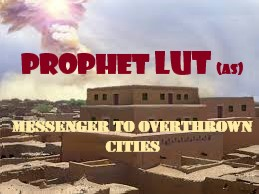 PROPHET LUT (AS)
MESSENGER TO OVERTHROWN
CITIES